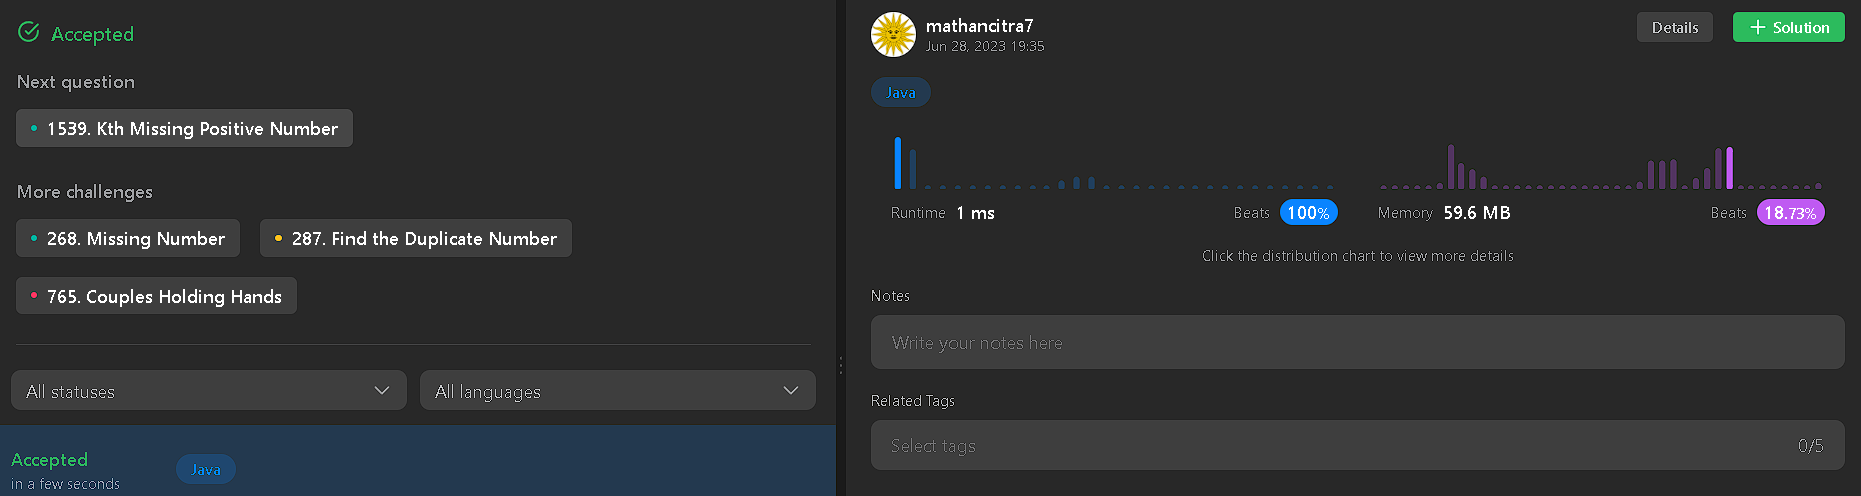 Accepted
Next question
1539. Kth Missing Positive Number
More challenges
268. Missing Number
287. Find the Duplicate Number
765. Couples Holding Hands
All statuses
All languages
Accepted
in a few seconds
Java
mathancitra7
Jun 28, 2023 19:35
Details
+ Solution
Java
Runtime 1 ms
Beats 100%
Memory 59.6 MB
Beats 18.73%
Click the distribution chart to view more details
Notes
Write your notes here
Related Tags
Select tags
0/5